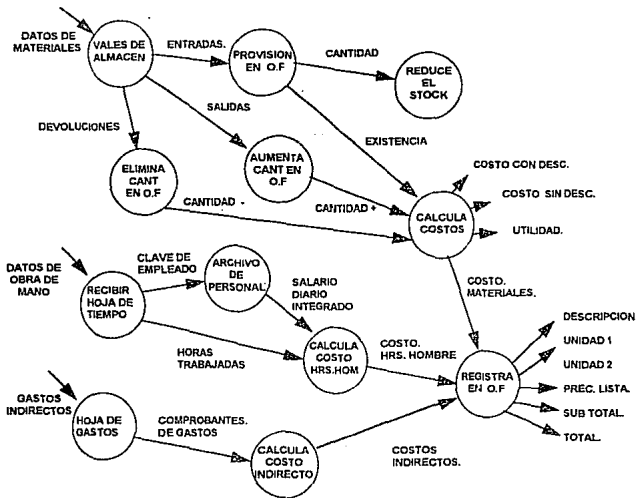 DATOS DE
MATERIALES
VALES DE
ALMACEN
ENTRADAS.
PROVISION
EN O.F
CANTIDAD
REDUCE
EL
STOCK
SALIDAS
DEVOLUCIONES
EXISTENCIA
ELIMINA
CANT
EN O.F
AUMENTA
CANT EN
O.F
CANTIDAD -
CANTIDAD +
CALCULA
COSTOS
COSTO CON DESC.
COSTO SIN DESC.
UTILIDAD.
COSTO.
MATERIALES.
DATOS DE
OBRA DE
MANO
RECIBIR
HOJA DE
TIEMPO
CLAVE DE
EMPLEADO
ARCHIVO
DE
PERSONAL
SALARIO
DIARIO
INTEGRADO
HORAS
TRABAJADAS
CALCULA
COSTO
HRS.HOM
COSTO.
HRS. HOMBRE
REGISTRA
EN O.F
DESCRIPCION
UNIDAD 1
UNIDAD 2
PREC. LISTA.
SUB TOTAL.
TOTAL.
GASTOS
INDIRECTOS
HOJA DE
GASTOS
COMPROBANTES.
DE GASTOS
CALCULA
COSTO
INDIRECTO
COSTOS
INDIRECTOS.